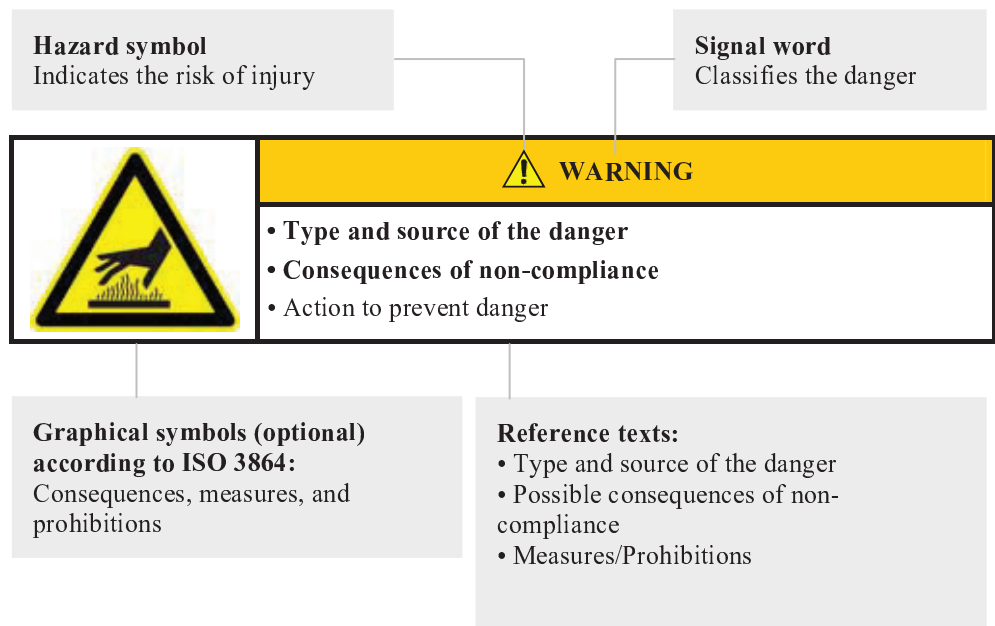 Hazard symbol
Indicates the risk of injury
Signal word
Classifies the danger
WARNING
• Type and source of the danger
• Consequences of non-compliance
• Action to prevent danger
Graphical symbols (optional)
according to ISO 3864:
Consequences, measures, and
prohibitions
Reference texts:
• Type and source of the danger
• Possible consequences of non-
compliance
• Measures/Prohibitions